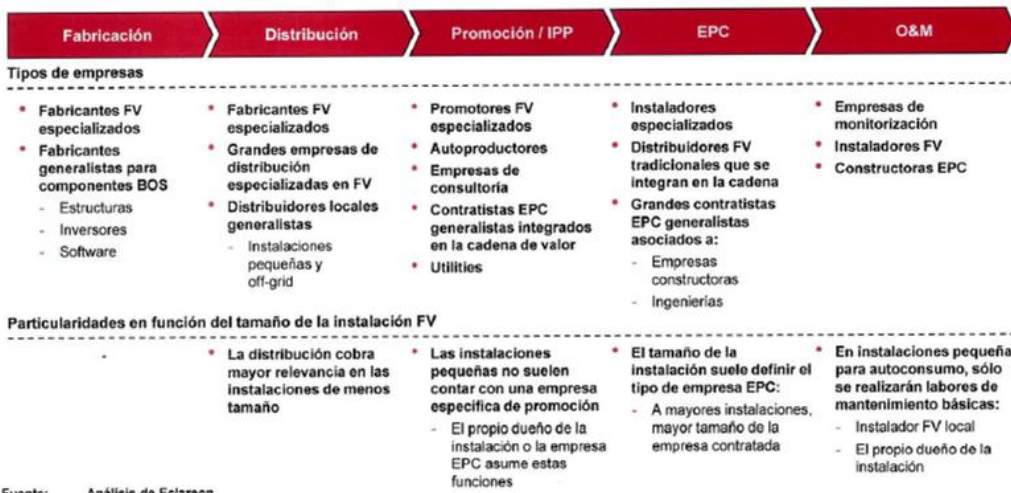 Fabricación
Distribución
Promoción / IPP
EPC
O&M
Tipos de empresas
• Fabricantes FV
especializados
• Fabricantes
generalistas para
componentes BOS
- Estructuras
- Inversores
- Software
• Fabricantes FV
especializados
• Grandes empresas de
distribución
especializadas en FV
• Distribuidores locales
generalistas
- Instalaciones
pequeñas y
off-grid
• Promotores FV
especializados
• Autoproductores
• Empresas de
consultoría
• Contratistas EPC
generalistas integrados
en la cadena de valor
• Utilities
• Instaladores
especializados
• Distribuidores FV
tradicionales que se
integran en la cadena
• Grandes contratistas
EPC generalistas
asociados a:
- Empresas
constructoras
- Ingenierías
• Empresas de
monitorización
• Instaladores FV
• Constructoras EPC
Particularidades en función del tamaño de la instalación FV
-
• La distribución cobra
mayor relevancia en las
instalaciones de menos
tamaño
• Las instalaciones
pequeñas no suelen
contar con una empresa
específica de promoción
- El propio dueño de la
instalación o la empresa
EPC asume estas
funciones
• El tamaño de la
instalación suele definir el
tipo de empresa EPC:
- A mayores instalaciones,
mayor tamaño de la
empresa contratada
• En instalaciones pequeña
para autoconsumo, sólo
se realizarán labores de
mantenimiento básicas:
- Instalador FV local
- El propio dueño de la
instalación
Fuente: Análisis de Eclareon